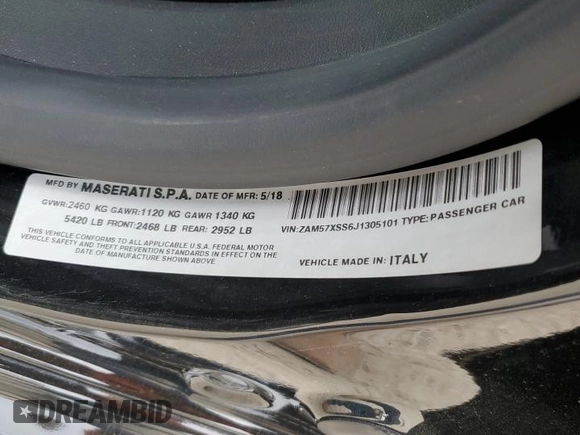 MFD BY MASERATI S.P.A. DATE OF MFR: 5/18
GVWR:2460 KG GAWR:1120 KG GAWR 1340 KG
5420 LB FRONT:2468 LB REAR: 2952 LB
THIS VEHICLE CONFORMS TO ALL APPLICABLE U.S.A. FEDERAL MOTOR
VEHICLE SAFETY AND THEFT PREVENTION STANDARDS IN EFFECT ON THE
DATE OF MANUFACTURE SHOWN ABOVE
VIN:ZAM57XSS6J1305101 TYPE:PASSENGER CAR
VEHICLE MADE IN: ITALY
DREAMBID